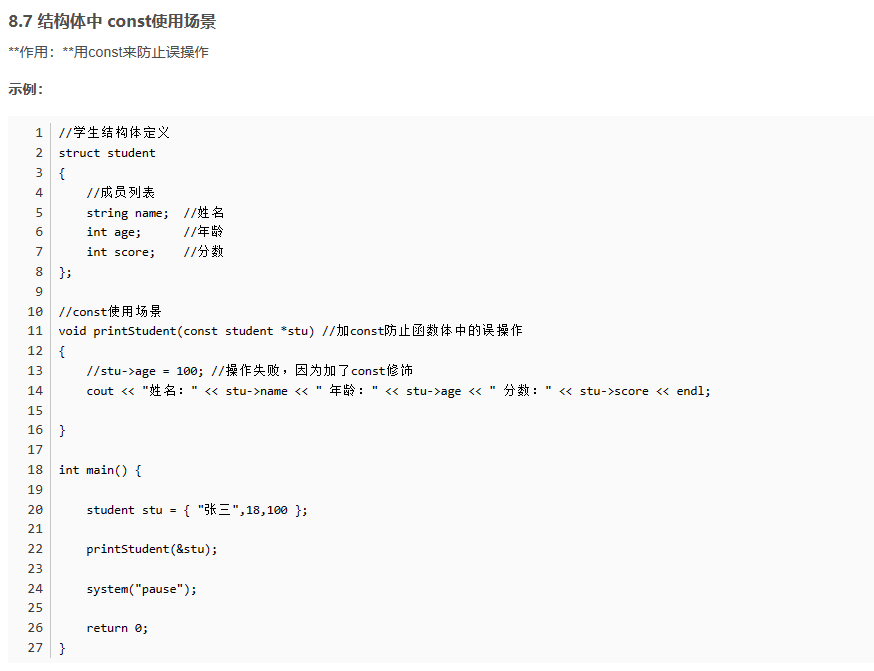 8.7 结构体中 const使用场景
**作用：**用const来防止误操作
示例：
1 //学生结构体定义
2 struct student
3 {
4     //成员列表
5     string name;  //姓名
6     int age;      //年龄
7     int score;    //分数
8 };
9
10 //const使用场景
11 void printStudent(const student *stu) //加const防止函数体中的误操作
12 {
13     //stu->age = 100; //操作失败，因为加了const修饰
14     cout << "姓名：" << stu->name << " 年龄：" << stu->age << " 分数：" << stu->score << endl;
15
16 }
17
18 int main() {
19
20     student stu = { "张三",18,100 };
21
22     printStudent(&stu);
23
24     system("pause");
25
26     return 0;
27 }